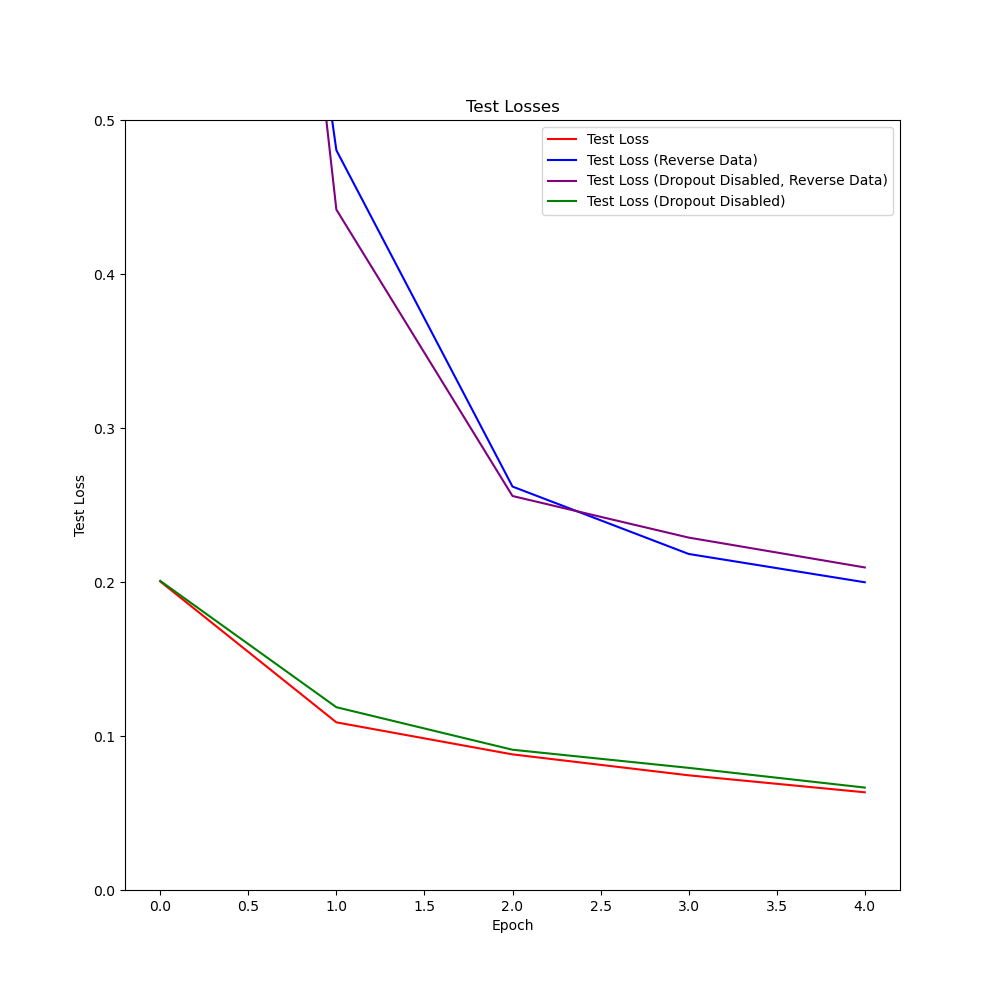 Test Losses
Test Loss
Test Loss (Reverse Data)
Test Loss (Dropout Disabled, Reverse Data)
Test Loss (Dropout Disabled)
Test Loss
0.5
0.4
0.3
0.2
0.1
0.0
0.0 0.5 1.0 1.5 2.0 2.5 3.0 3.5 4.0
Epoch